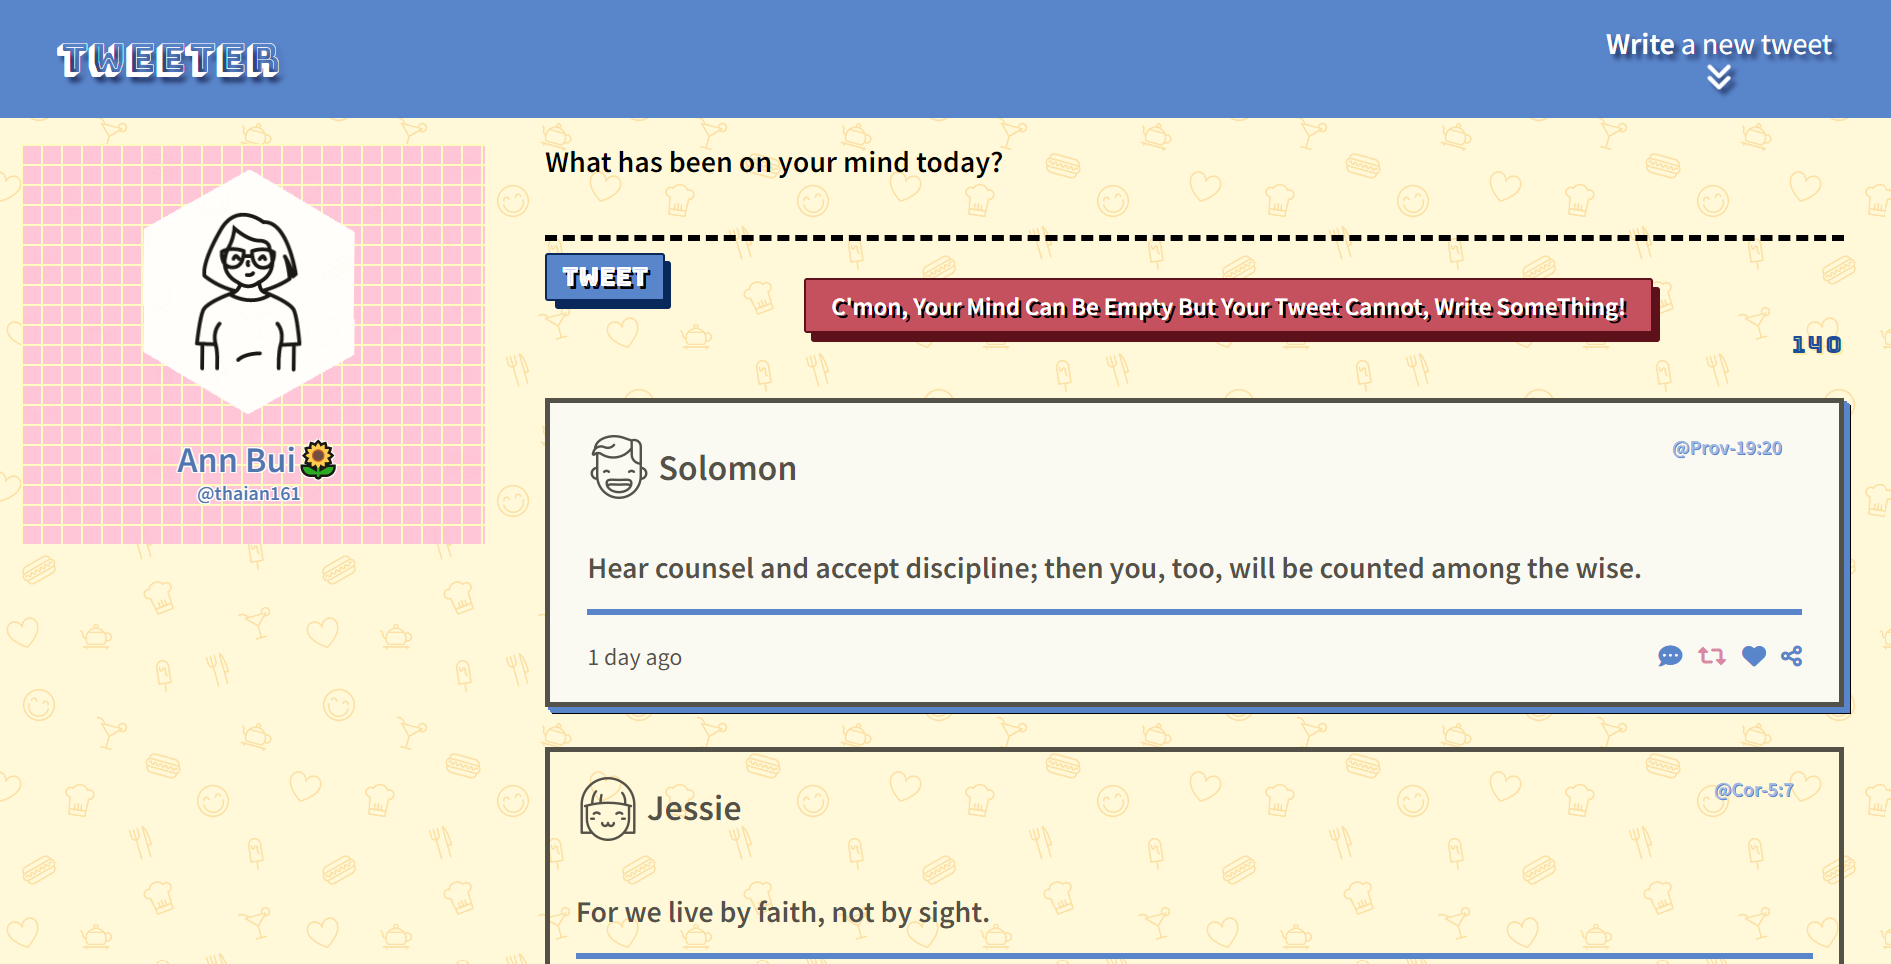 TWEETER
Write a new tweet
What has been on your mind today?
TWEET
C'mon, Your Mind Can Be Empty But Your Tweet Cannot, Write SomeThing!
140
Ann Bui🌻
@thaian161
Solomon
@Prov-19:20
Hear counsel and accept discipline; then you, too, will be counted among the wise.
1 day ago
Jessie
@Cor-5:7
For we live by faith, not by sight.